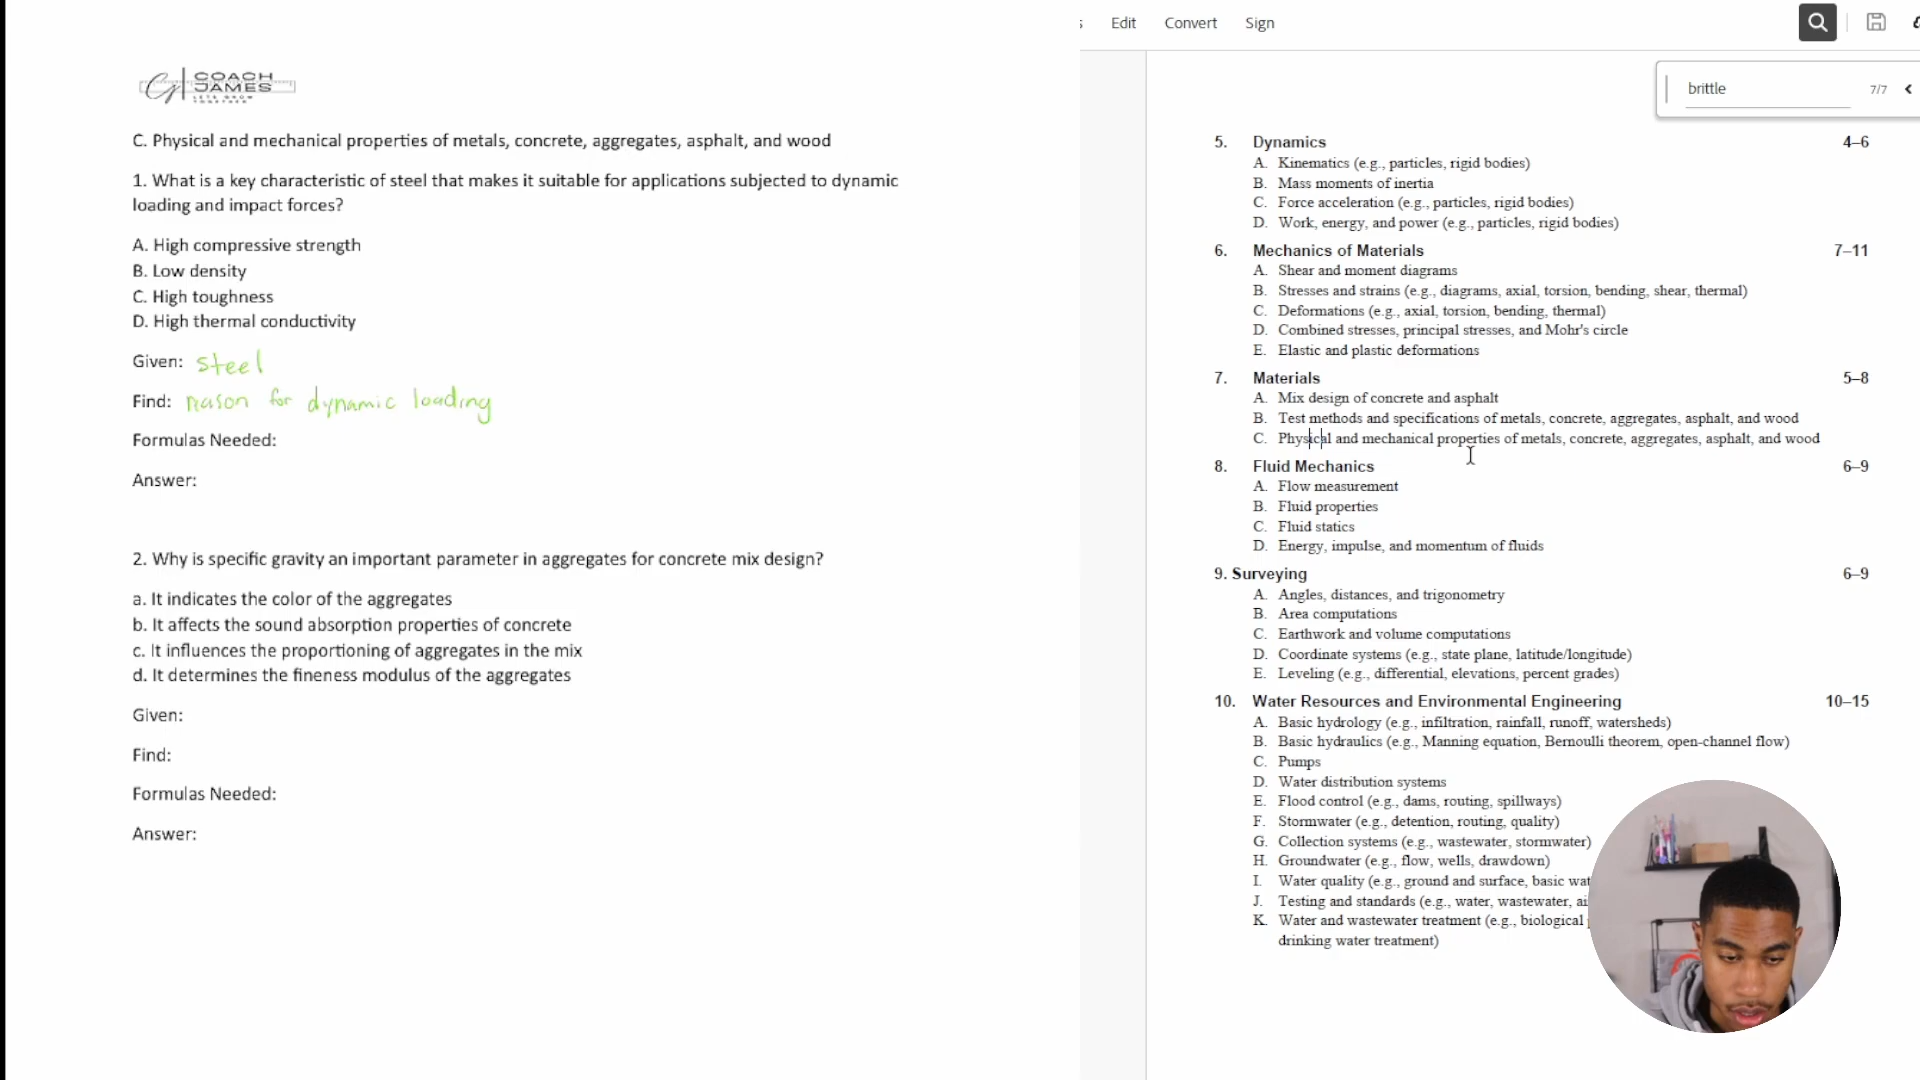 COACH
JAMES
LETS GROW
TOGETHER
C. Physical and mechanical properties of metals, concrete, aggregates, asphalt, and wood
1. What is a key characteristic of steel that makes it suitable for applications subjected to dynamic
loading and impact forces?
A. High compressive strength
B. Low density
C. High toughness
D. High thermal conductivity
Given: steel
Find: reason for dynamic loading
Formulas Needed:
Answer:
2. Why is specific gravity an important parameter in aggregates for concrete mix design?
a. It indicates the color of the aggregates
b. It affects the sound absorption properties of concrete
c. It influences the proportioning of aggregates in the mix
d. It determines the fineness modulus of the aggregates
Given:
Find:
Formulas Needed:
Answer:
Edit Convert Sign
brittle 7/7
5. Dynamics 4–6
A. Kinematics (e.g., particles, rigid bodies)
B. Mass moments of inertia
C. Force acceleration (e.g., particles, rigid bodies)
D. Work, energy, and power (e.g., particles, rigid bodies)
6. Mechanics of Materials 7–11
A. Shear and moment diagrams
B. Stresses and strains (e.g., diagrams, axial, torsion, bending, shear, thermal)
C. Deformations (e.g., axial, torsion, bending, thermal)
D. Combined stresses, principal stresses, and Mohr's circle
E. Elastic and plastic deformations
7. Materials 5–8
A. Mix design of concrete and asphalt
B. Test methods and specifications of metals, concrete, aggregates, asphalt, and wood
C. Physical and mechanical properties of metals, concrete, aggregates, asphalt, and wood
8. Fluid Mechanics 6–9
A. Flow measurement
B. Fluid properties
C. Fluid statics
D. Energy, impulse, and momentum of fluids
9. Surveying 6–9
A. Angles, distances, and trigonometry
B. Area computations
C. Earthwork and volume computations
D. Coordinate systems (e.g., state plane, latitude/longitude)
E. Leveling (e.g., differential, elevations, percent grades)
10. Water Resources and Environmental Engineering 10–15
A. Basic hydrology (e.g., infiltration, rainfall, runoff, watersheds)
B. Basic hydraulics (e.g., Manning equation, Bernoulli theorem, open-channel flow)
C. Pumps
D. Water distribution systems
E. Flood control (e.g., dams, routing, spillways)
F. Stormwater (e.g., detention, routing, quality)
G. Collection systems (e.g., wastewater, stormwater)
H. Groundwater (e.g., flow, wells, drawdown)
I. Water quality (e.g., ground and surface, basic
J. Testing and standards (e.g., water, wastewater,
K. Water and wastewater treatment (e.g., biological
drinking water treatment)